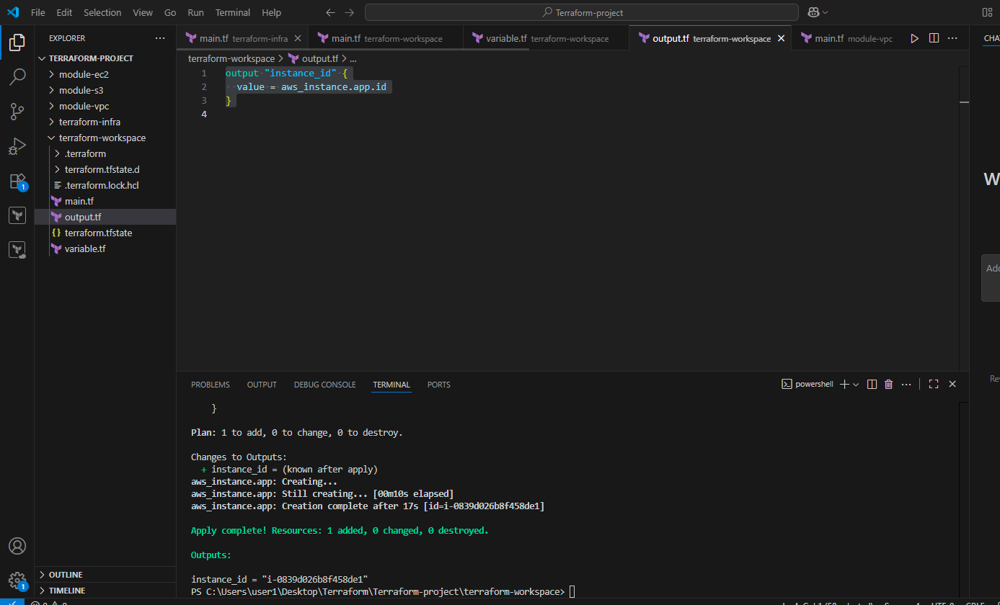 File Edit Selection View Go Run Terminal Help
Terraform-project
EXPLORER
TERRAFORM-PROJECT
module-ec2
module-s3
module-vpc
terraform-infra
terraform-workspace
.terraform
terraform.tfstate.d
.terraform.lock.hcl
main.tf
output.tf
{} terraform.tfstate
variable.tf
OUTLINE
TIMELINE
1
1
main.tf terraform-infra
main.tf terraform-workspace
variable.tf terraform-workspace
output.tf terraform-workspace
main.tf module-vpc
terraform-workspace > output.tf > ...
1 output "instance_id" {
2 value = aws_instance.app.id
3 }
4
PROBLEMS OUTPUT DEBUG CONSOLE TERMINAL PORTS
powershell
}
Plan: 1 to add, 0 to change, 0 to destroy.
Changes to Outputs:
+ instance_id = (known after apply)
aws_instance.app: Creating...
aws_instance.app: Still creating... [00m10s elapsed]
aws_instance.app: Creation complete after 17s [id=i-0839d026b8f458de1]
Apply complete! Resources: 1 added, 0 changed, 0 destroyed.
Outputs:
instance_id = "i-0839d026b8f458de1"
PS C:\Users\user1\Desktop\Terraform\Terraform-project\terraform-workspace>